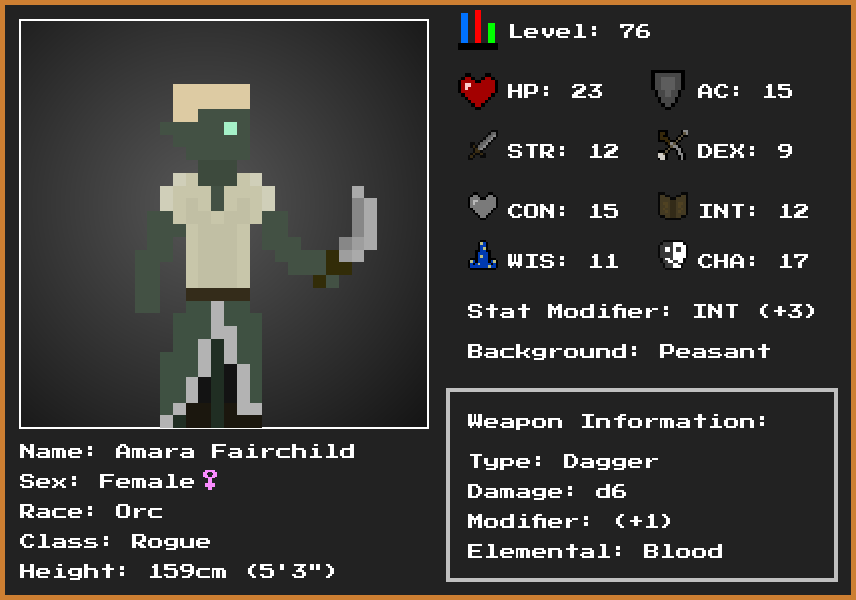 Level: 76
HP: 23 AC: 15
STR: 12 DEX: 9
CON: 15 INT: 12
WIS: 11 CHA: 17
Stat Modifier: INT (+3)
Background: Peasant
Weapon Information:
Type: Dagger
Damage: d6
Modifier: (+1)
Elemental: Blood
Name: Amara Fairchild
Sex: Female♀
Race: Orc
Class: Rogue
Height: 159cm (5'3")